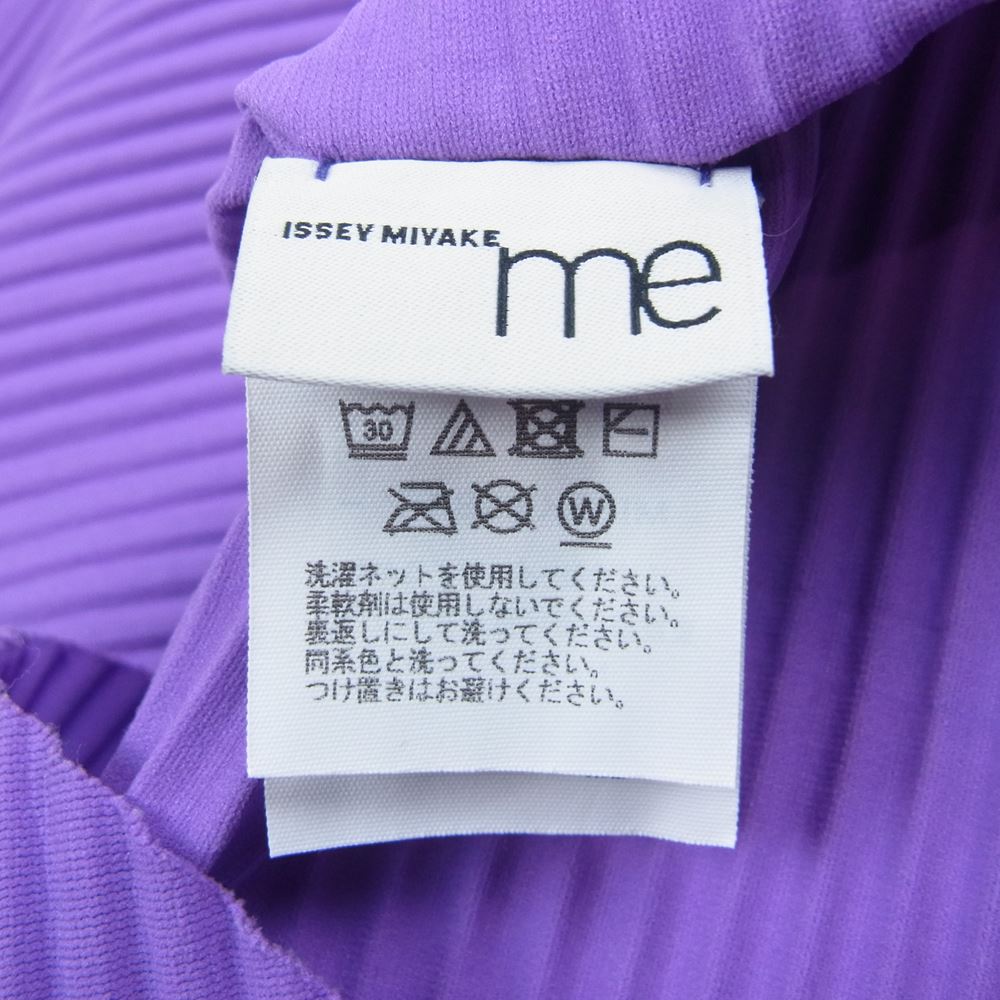 ISSEY MIYAKE
me
30
W
洗濯ネットを使用してください。
柔軟剤は使用しないでください。
裏返しにして洗ってください。
同系色と洗ってください。
つけ置きはお避けください。